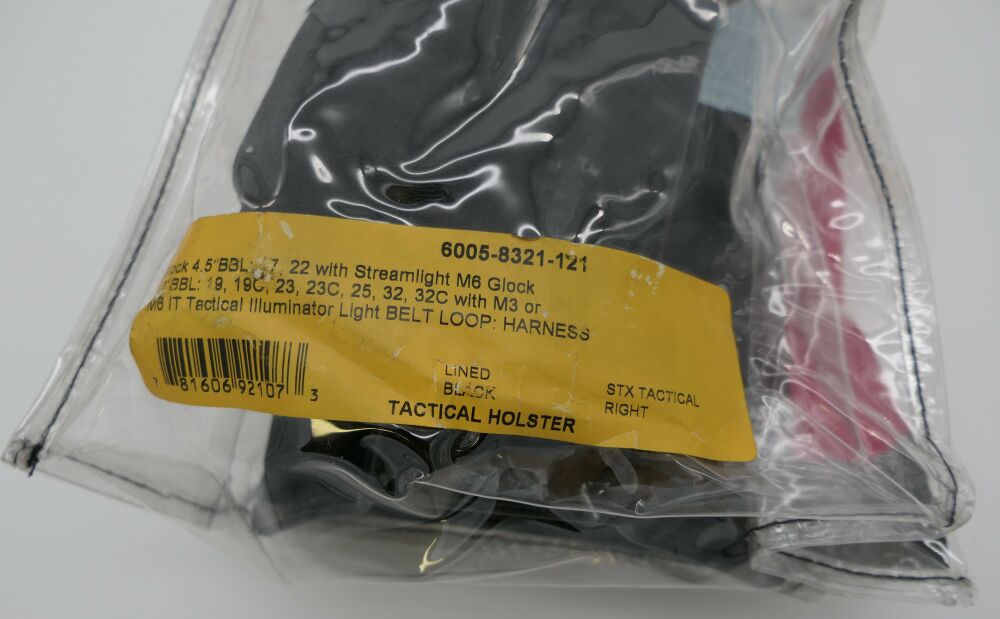 6005-8321-121
lock 4.5"BBL: 17, 22 with Streamlight M6 Glock
BBL: 19, 19C, 23, 23C, 25, 32, 32C with M3 or
M6 IT Tactical Illuminator Light BELT LOOP: HARNESS
LINED
BLACK
STX TACTICAL
RIGHT
TACTICAL HOLSTER
7 81606 92107 3